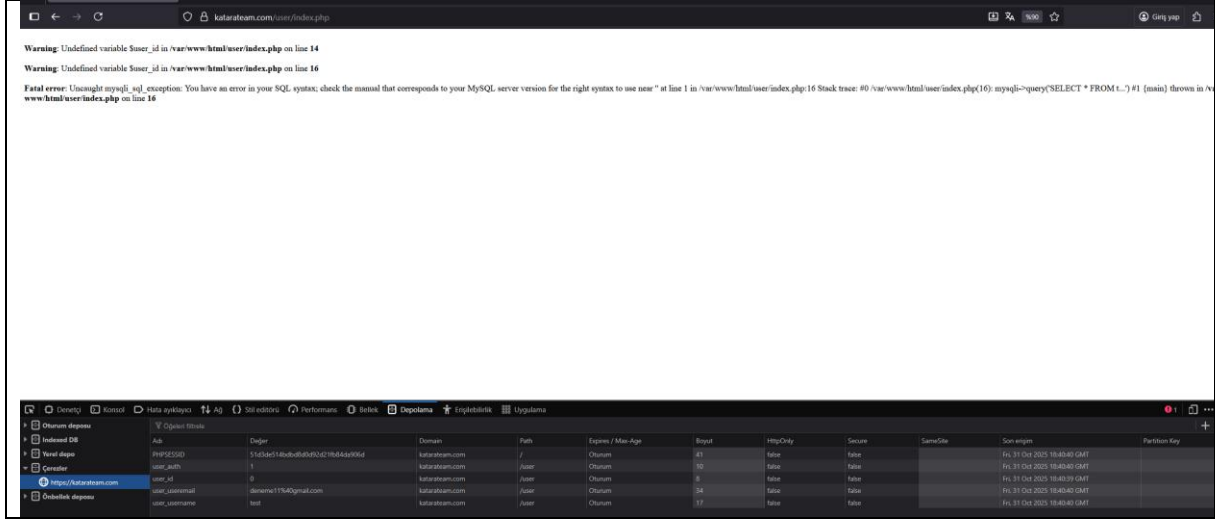 katarateam.com/user/index.php %90 Giriş yap
Warning: Undefined variable $user_id in /var/www/html/user/index.php on line 14
Warning: Undefined variable $user_id in /var/www/html/user/index.php on line 16
Fatal error: Uncaught mysqli_sql_exception: You have an error in your SQL syntax; check the manual that corresponds to your MySQL server version for the right syntax to use near '' at line 1 in /var/www/html/user/index.php:16 Stack trace: #0 /var/www/html/user/index.php(16): mysqli->query('SELECT * FROM t...') #1 {main} thrown in /va
www/html/user/index.php on line 16
Denetçi Konsol Hata ayıklayıcı Ağ Stil editörü Performans Bellek Depolama Erişilebilirlik Uygulama 1
Oturum deposu Öğeleri filtrele
Indexed DB Adı Değer Domain Path Expires / Max-Age Boyut HttpOnly Secure SameSite Son erişim Partition Key
Yerel depo PHPSESSID katarateam.com / Oturum 41 false false Fri, 31 Oct 2025 18:40:40 GMT
Çerezler user_auth 1 katarateam.com /user Oturum 10 false false Fri, 31 Oct 2025 18:40:40 GMT
https://katarateam.com user_id 0 katarateam.com /user Oturum 8 false false Fri, 31 Oct 2025 18:40:39 GMT
Önbellek deposu user_useremail deneme11%40gmail.com katarateam.com /user Oturum 34 false false Fri, 31 Oct 2025 18:40:40 GMT
user_username test katarateam.com /user Oturum 17 false false Fri, 31 Oct 2025 18:40:40 GMT